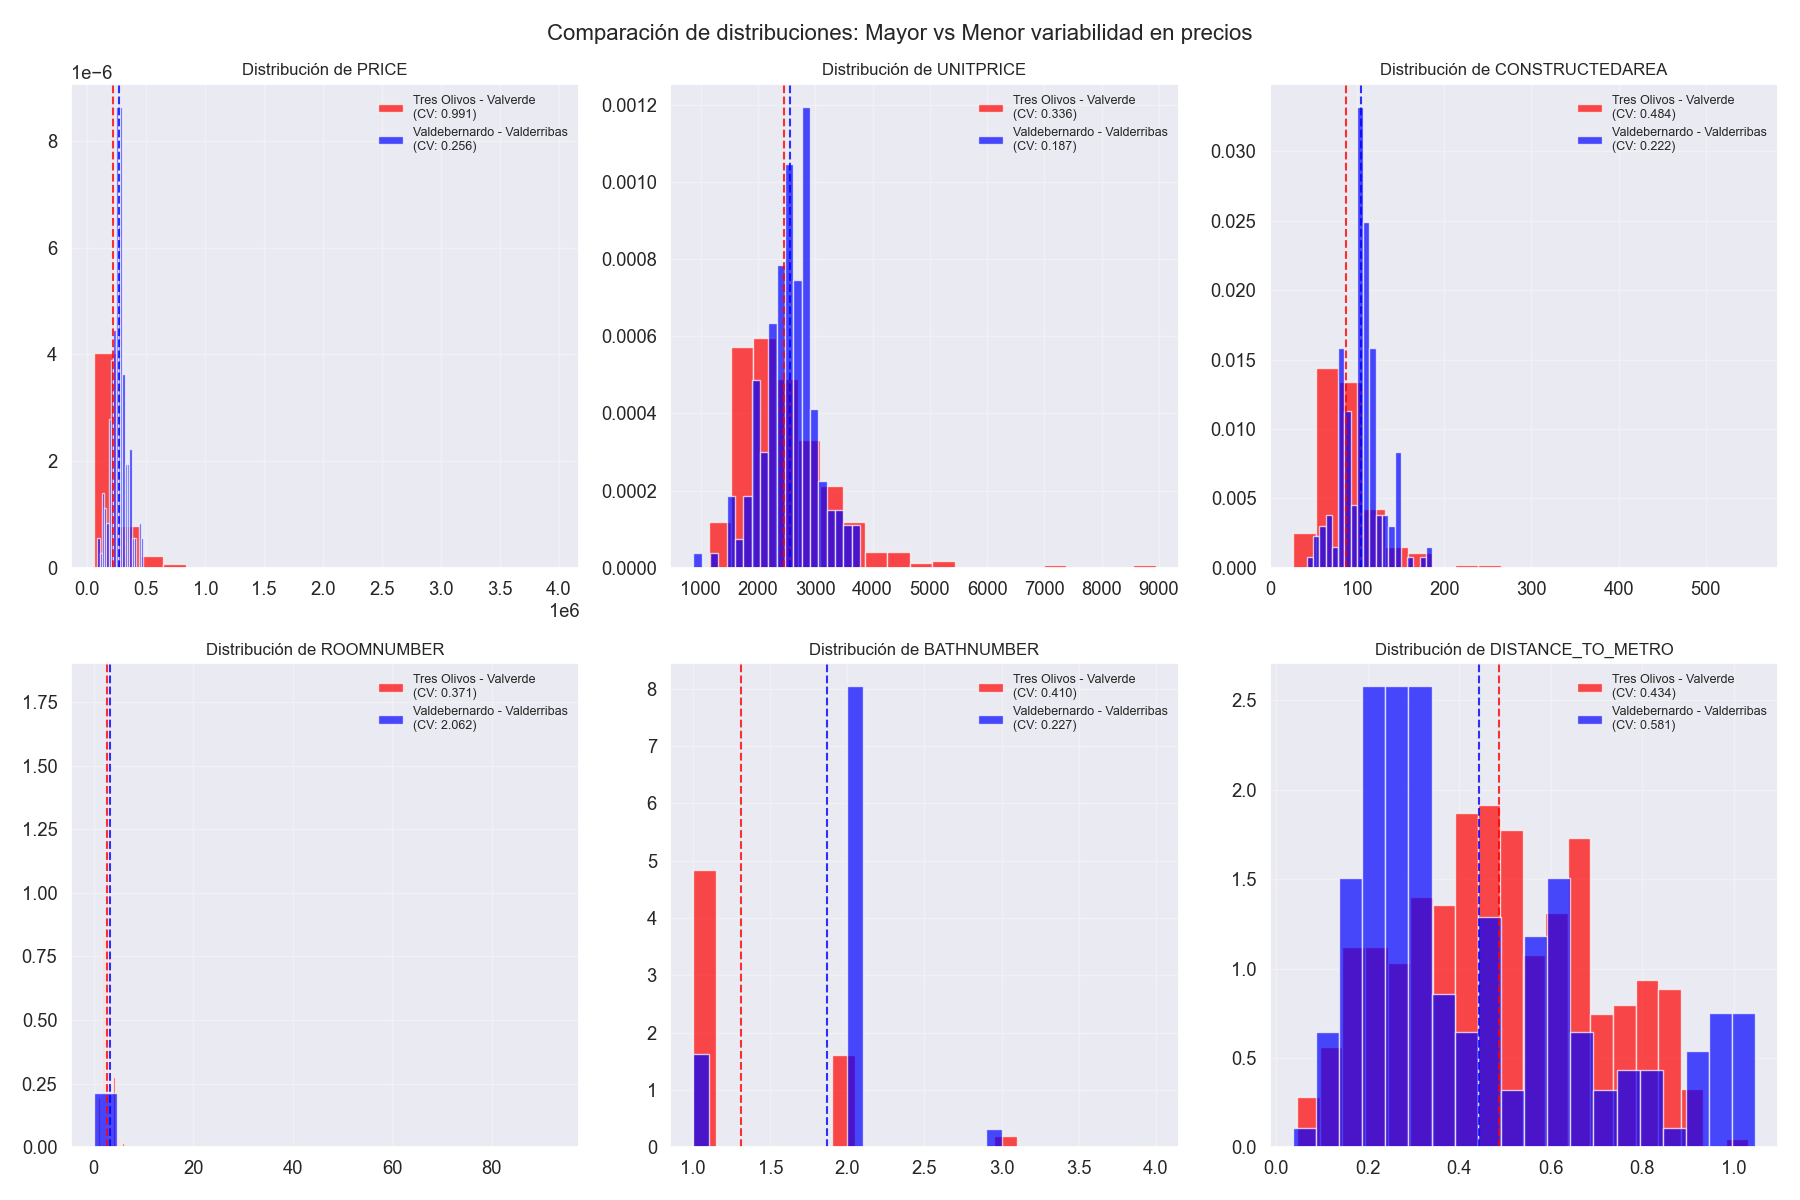 Comparación de distribuciones: Mayor vs Menor variabilidad en precios
1e−6
Distribución de PRICE
Tres Olivos - Valverde
(CV: 0.991)
Valdebernardo - Valderribas
(CV: 0.256)
8
6
4
2
0
0.0 0.5 1.0 1.5 2.0 2.5 3.0 3.5 4.0
1e6
Distribución de UNITPRICE
Tres Olivos - Valverde
(CV: 0.336)
Valdebernardo - Valderribas
(CV: 0.187)
0.0012
0.0010
0.0008
0.0006
0.0004
0.0002
0.0000
1000 2000 3000 4000 5000 6000 7000 8000 9000
Distribución de CONSTRUCTEDAREA
Tres Olivos - Valverde
(CV: 0.484)
Valdebernardo - Valderribas
(CV: 0.222)
0.030
0.025
0.020
0.015
0.010
0.005
0.000
0 100 200 300 400 500
Distribución de ROOMNUMBER
Tres Olivos - Valverde
(CV: 0.371)
Valdebernardo - Valderribas
(CV: 2.062)
1.75
1.50
1.25
1.00
0.75
0.50
0.25
0.00
0 20 40 60 80
Distribución de BATHNUMBER
Tres Olivos - Valverde
(CV: 0.410)
Valdebernardo - Valderribas
(CV: 0.227)
8
7
6
5
4
3
2
1
0
1.0 1.5 2.0 2.5 3.0 3.5 4.0
Distribución de DISTANCE_TO_METRO
Tres Olivos - Valverde
(CV: 0.434)
Valdebernardo - Valderribas
(CV: 0.581)
2.5
2.0
1.5
1.0
0.5
0.0
0.0 0.2 0.4 0.6 0.8 1.0